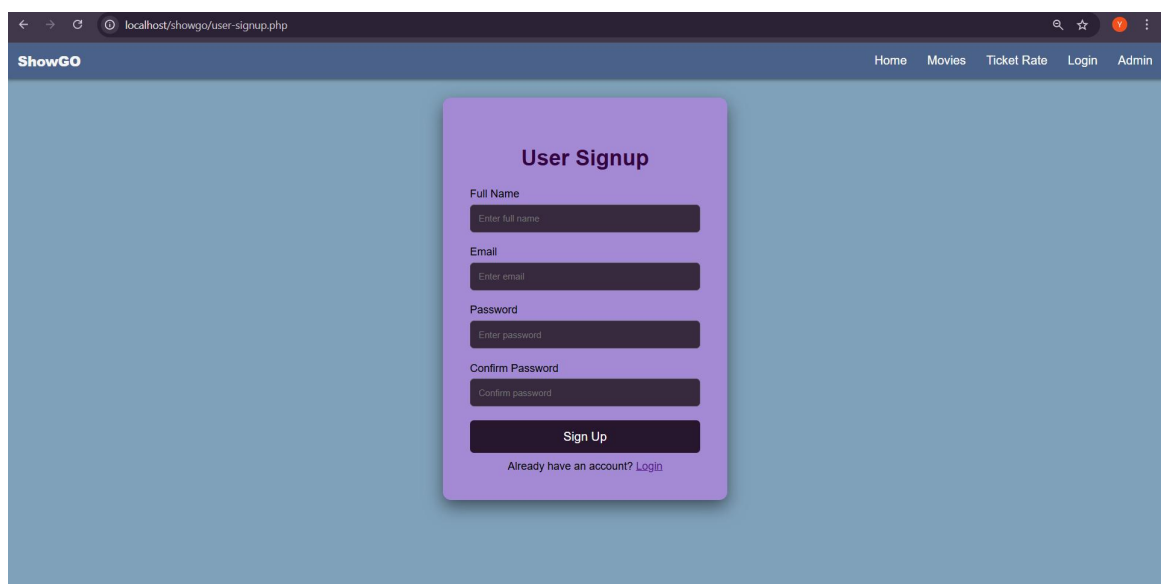 localhost/showgo/user-signup.php
Y
ShowGO
Home Movies Ticket Rate Login Admin
User Signup
Full Name
Enter full name
Email
Enter email
Password
Enter password
Confirm Password
Confirm password
Sign Up
Already have an account? Login